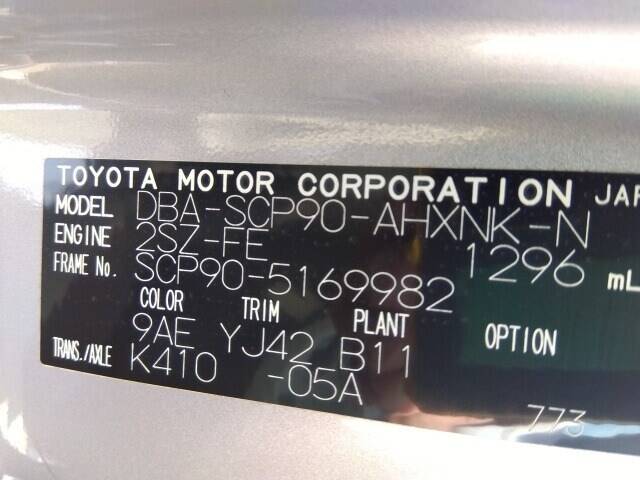 TOYOTA MOTOR CORPORATION JAP
MODEL DBA-SCP90-AHXNK-N
ENGINE 2SZ-FE 1296 mL
FRAME No. SCP90-5169982
COLOR TRIM PLANT OPTION
9AE YJ42 B11
TRANS./AXLE K410 -05A
773